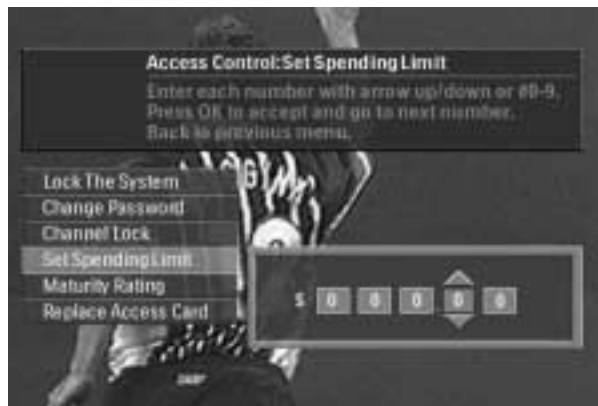 Access Control:Set Spending Limit
Enter each number with arrow up/down or #0-9.
Press OK to accept and go to next number.
Back to previous menu.
Lock The System
Change Password
Channel Lock
Set Spending Limit
Maturity Rating
Replace Access Card
$ 0 0 0 0 0